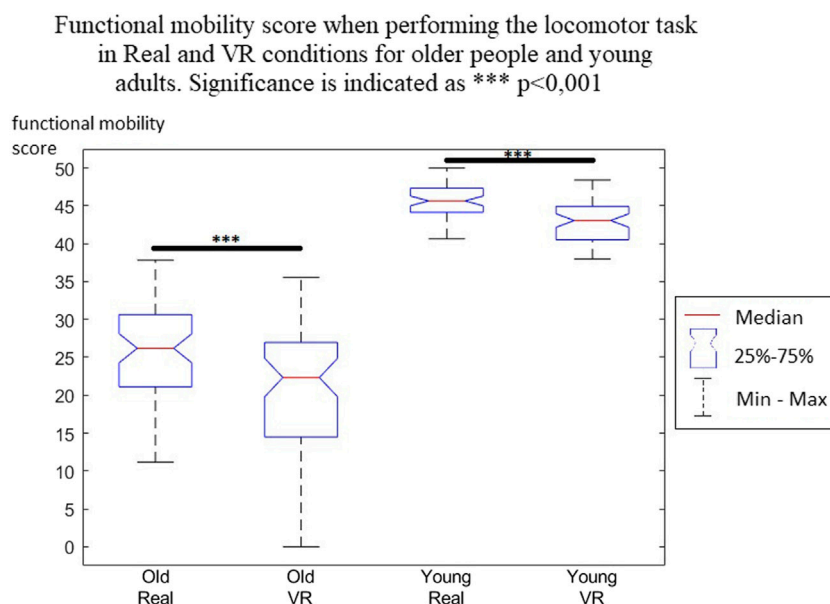 Functional mobility score when performing the locomotor task
in Real and VR conditions for older people and young
adults. Significance is indicated as *** p<0,001
functional mobility
score
***
***
50
45
40
35
30
25
20
15
10
5
0
Old
Real
Old
VR
Young
Real
Young
VR
Median
25%-75%
Min - Max